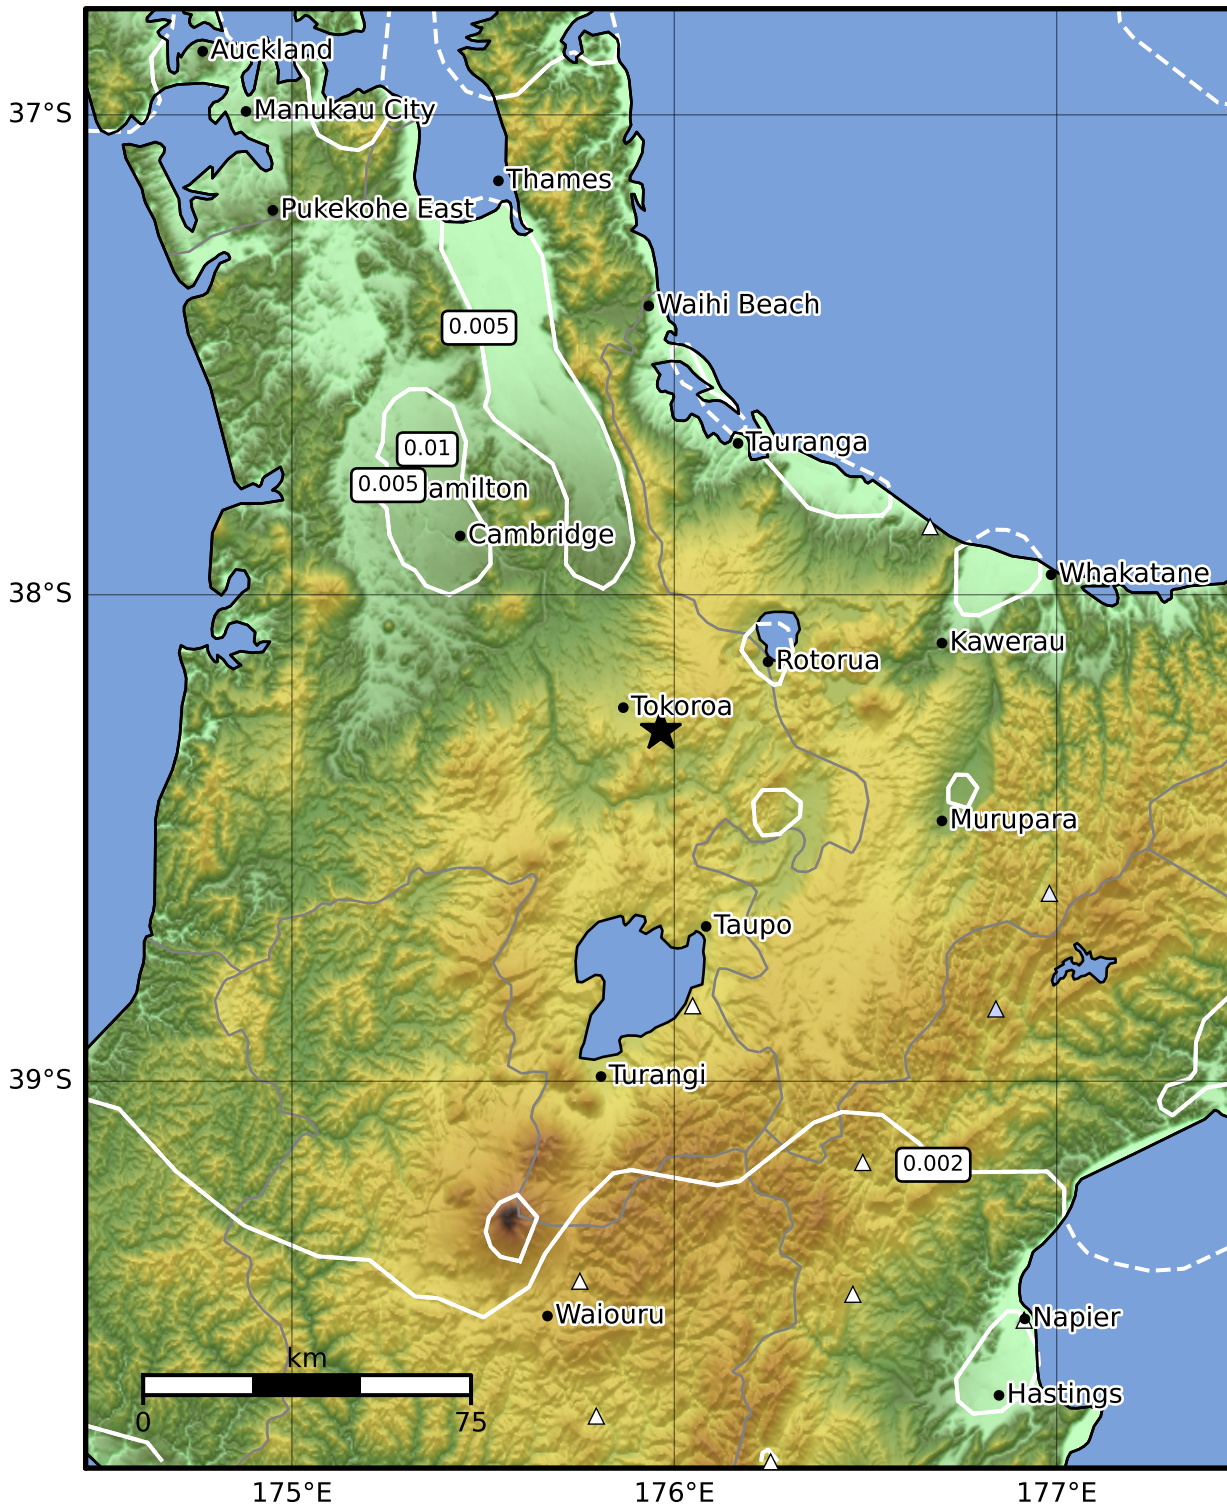 Auckland
37°S
Manukau City
Thames
Pukekohe East
Waihi Beach
0.005
Tauranga
0.01
0.005
amilton
Cambridge
Whakatane
38°S
Kawerau
Rotorua
Tokoroa
Murupara
Taupo
Turangi
39°S
0.002
Waiouru
Napier
km
Hastings
0
75
175°E
176°E
177°E